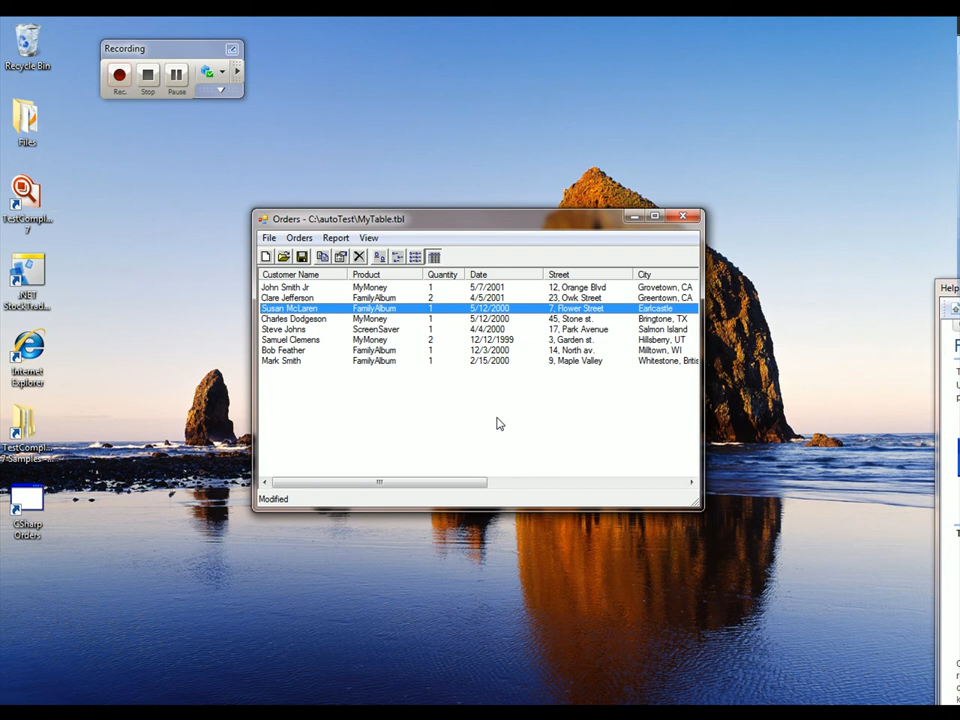 Recycle Bin
Files
TestCompl...
7
.NET
StockTrad...
Internet
Explorer
TestCompl...
CSharp
Orders
Recording
Rec. Stop Pause
Orders - C:\autoTest\MyTable.tbl
File Orders Report View
Customer Name Product Quantity Date Street City
John Smith Jr MyMoney 1 5/7/2001 12, Orange Blvd Grovetown, CA
Clare Jefferson FamilyAlbum 2 4/5/2001 23, Owk Street Greentown, CA
Susan McLaren FamilyAlbum 1 5/12/2000 7, Flower Street Earlcastle
Charles Dodgeson MyMoney 1 5/12/2000 45, Stone st. Bringtone, TX
Steve Johns ScreenSaver 1 4/4/2000 17, Park Avenue Salmon Island
Samuel Clemens MyMoney 2 12/12/1999 3, Garden st. Hillsberry, UT
Bob Feather FamilyAlbum 1 12/3/2000 14, North av. Milltown, WI
Mark Smith FamilyAlbum 1 2/15/2000 9, Maple Valley Whitestone, Britis
Modified
Help